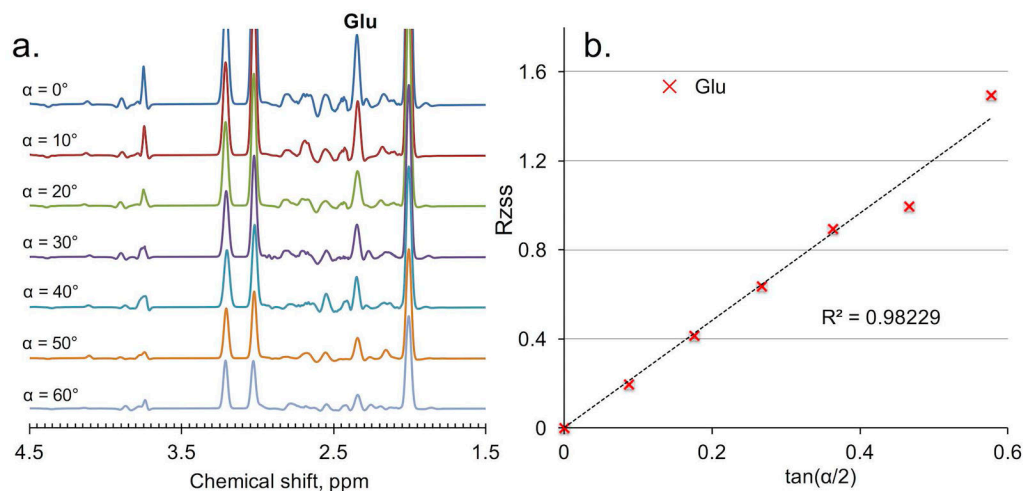 a.
Glu
α = 0°
α = 10°
α = 20°
α = 30°
α = 40°
α = 50°
α = 60°
4.5 3.5 2.5 1.5
Chemical shift, ppm
b.
Glu
1.6
1.2
0.8
0.4
0
Rzss
R² = 0.98229
0 0.2 0.4 0.6
tan(α/2)